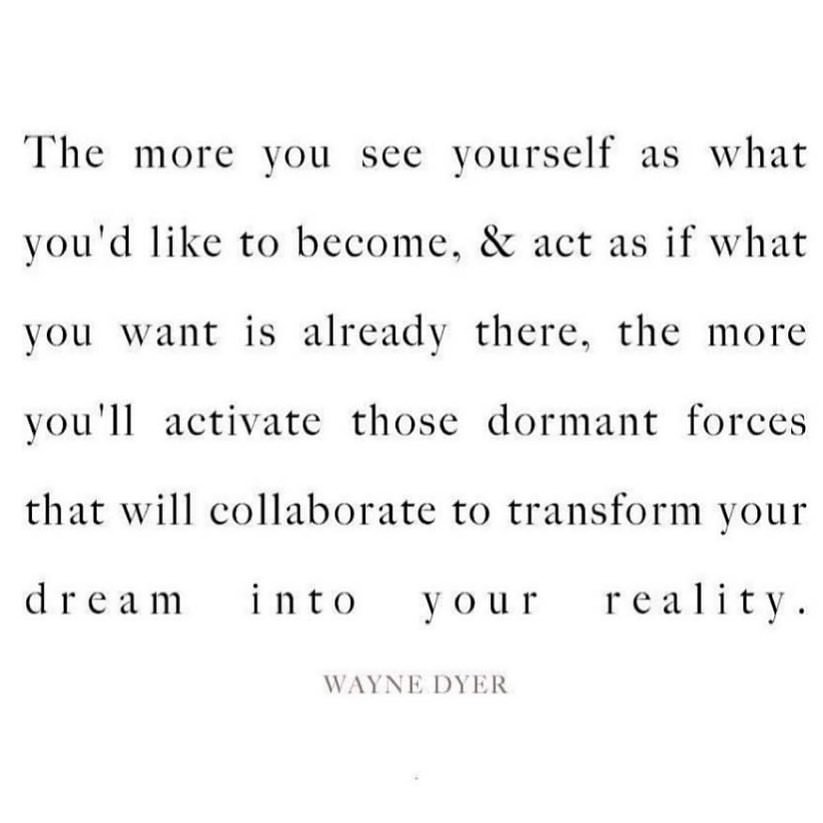 The more you see yourself as what
you'd like to become, & act as if what
you want is already there, the more
you'll activate those dormant forces
that will collaborate to transform your
dream into your reality.
WAYNE DYER